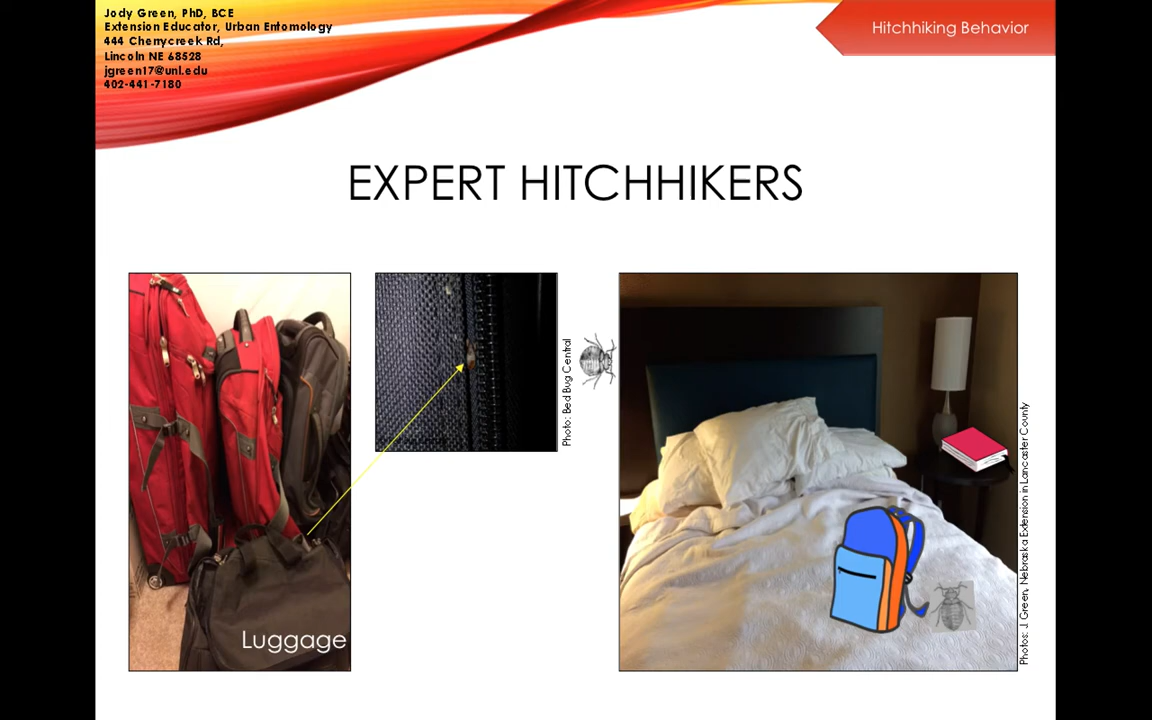 Jody Green, PhD, BCE
Extension Educator, Urban Entomology
444 Cherrycreek Rd,
Lincoln NE 68528
jgreen17@unl.edu
402-441-7180
Hitchhiking Behavior
EXPERT HITCHHIKERS
Luggage
Photo: Bed Bug Central
Photos: J. Green, Nebraska Extension in Lancaster County